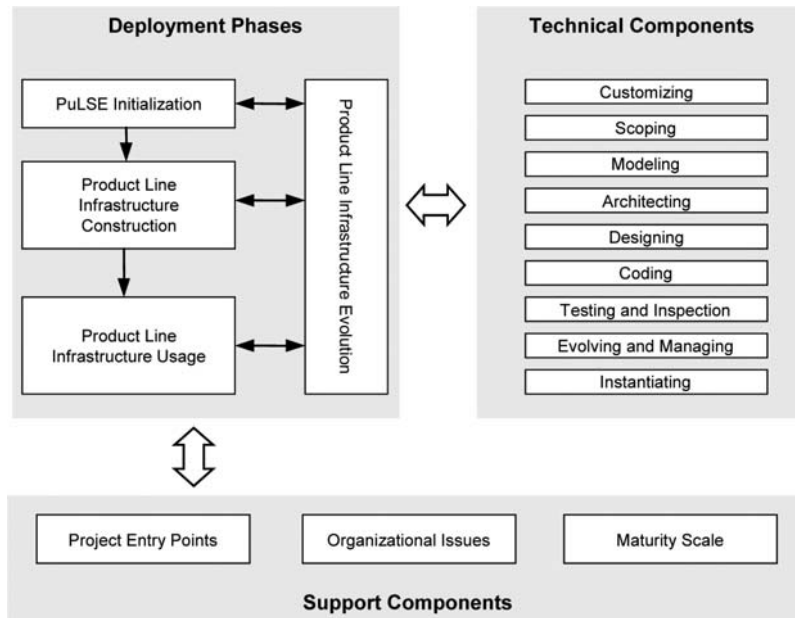 Deployment Phases
PuLSE Initialization
Product Line
Infrastructure
Construction
Product Line
Infrastructure Usage
Product Line Infrastructure Evolution
Technical Components
Customizing
Scoping
Modeling
Architecting
Designing
Coding
Testing and Inspection
Evolving and Managing
Instantiating
Project Entry Points
Organizational Issues
Maturity Scale
Support Components